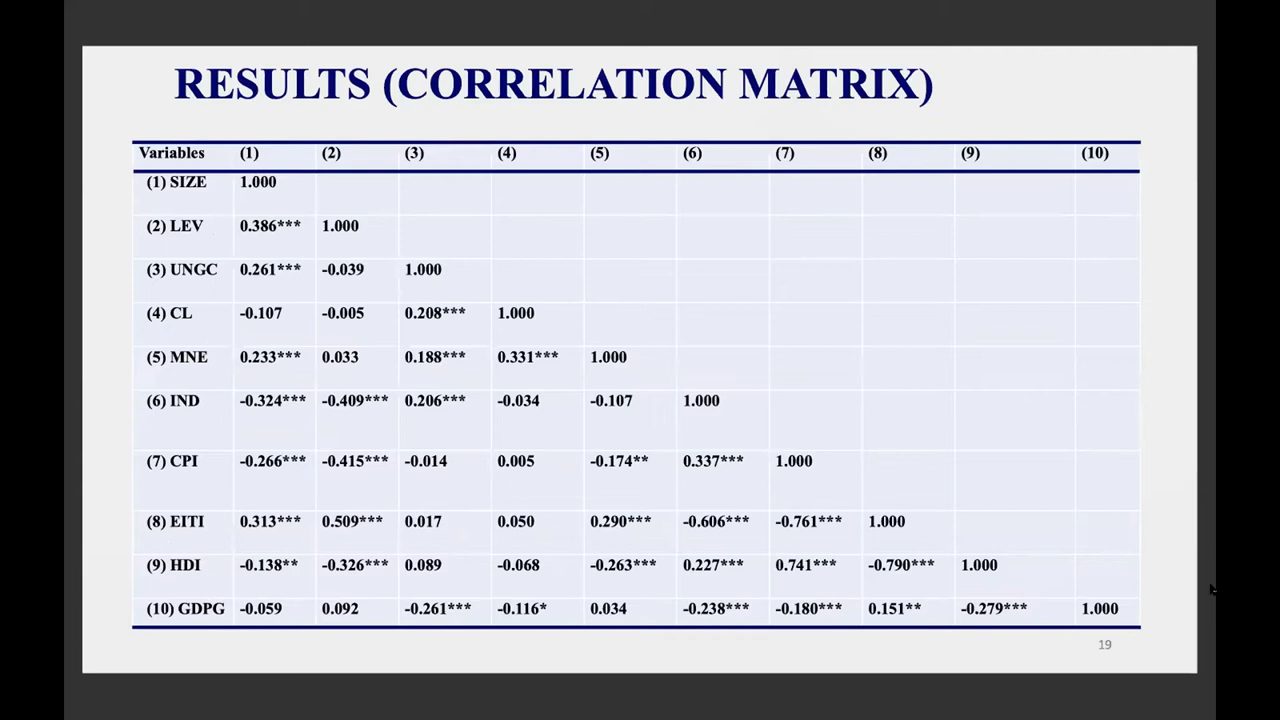 RESULTS (CORRELATION MATRIX)
Variables (1) (2) (3) (4) (5) (6) (7) (8) (9) (10)
(1) SIZE 1.000
(2) LEV 0.386*** 1.000
(3) UNGC 0.261*** -0.039 1.000
(4) CL -0.107 -0.005 0.208*** 1.000
(5) MNE 0.233*** 0.033 0.188*** 0.331*** 1.000
(6) IND -0.324*** -0.409*** 0.206*** -0.034 -0.107 1.000
(7) CPI -0.266*** -0.415*** -0.014 0.005 -0.174** 0.337*** 1.000
(8) EITI 0.313*** 0.509*** 0.017 0.050 0.290*** -0.606*** -0.761*** 1.000
(9) HDI -0.138** -0.326*** 0.089 -0.068 -0.263*** 0.227*** 0.741*** -0.790*** 1.000
(10) GDPG -0.059 0.092 -0.261*** -0.116* 0.034 -0.238*** -0.180*** 0.151** -0.279*** 1.000
19